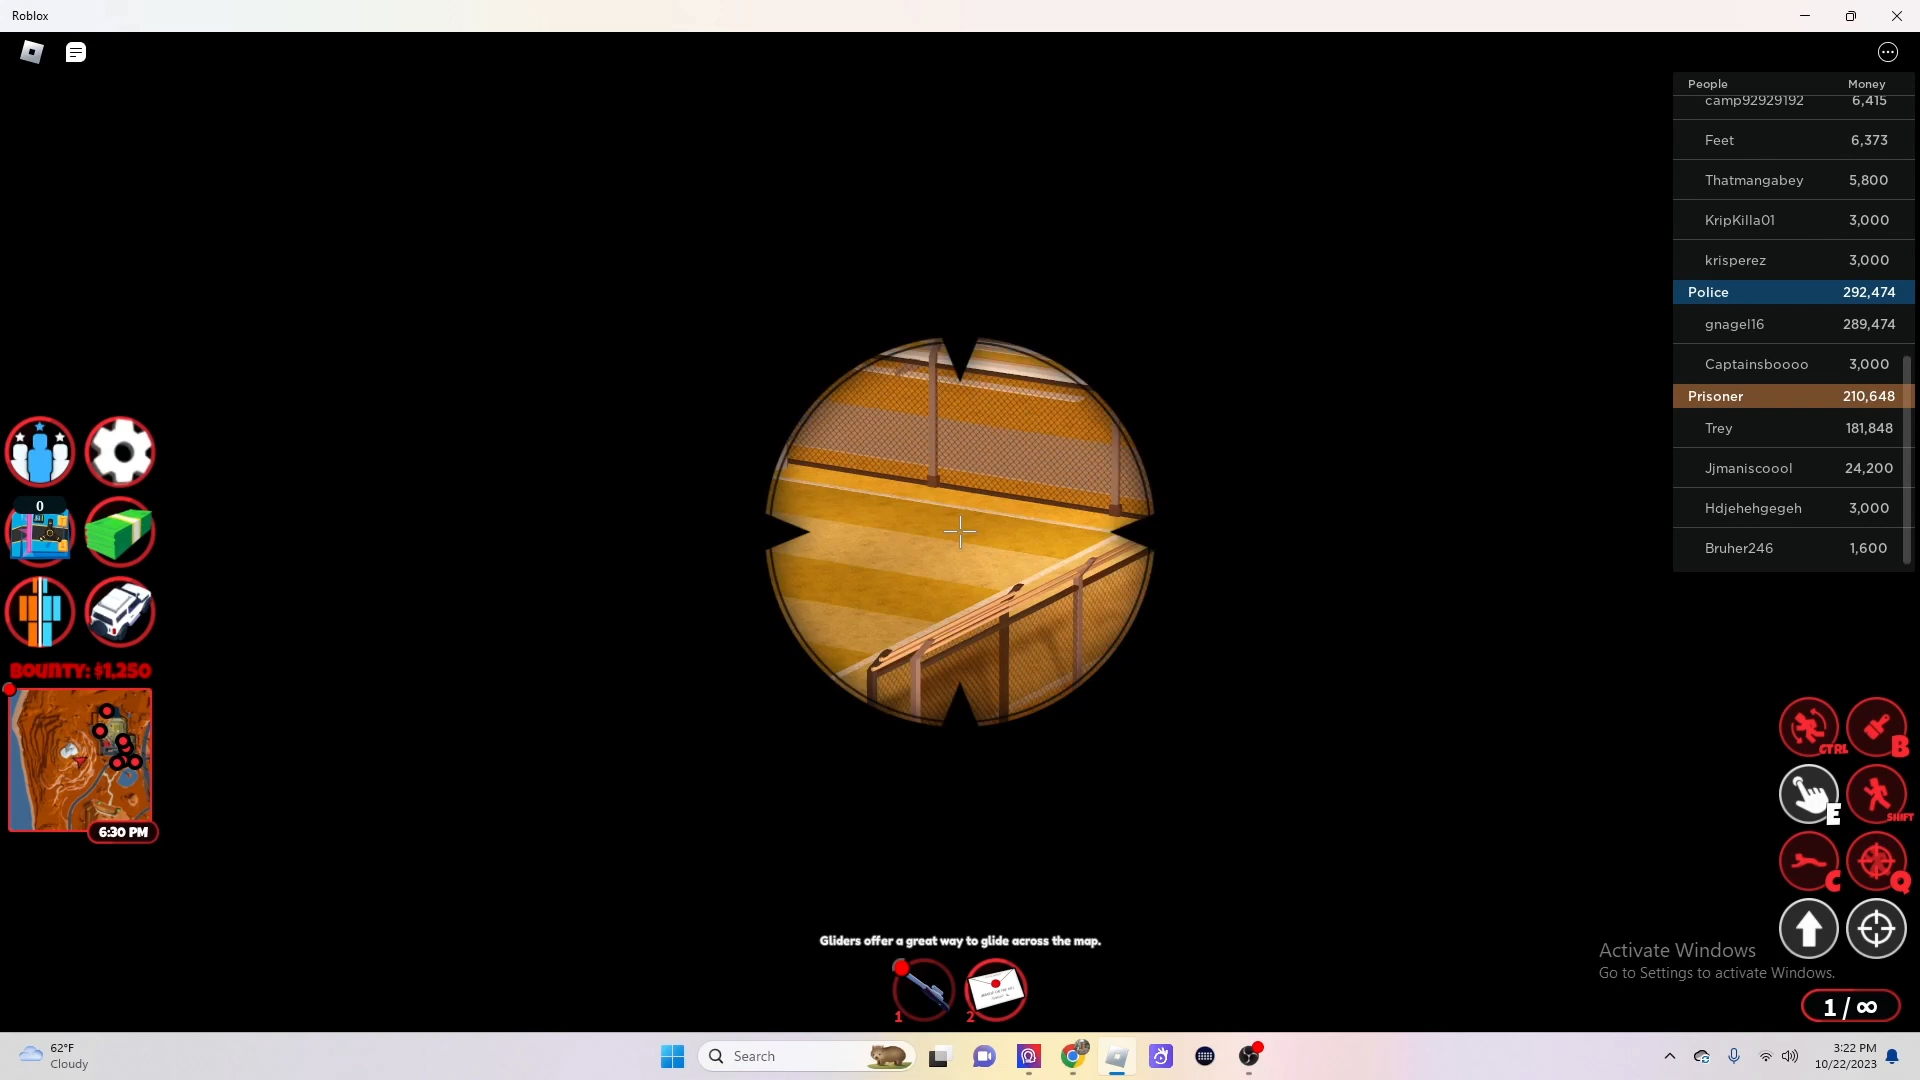 Roblox
People Money
camp92929192 6,415
Feet 6,373
Thatmangabey 5,800
KripKilla01 3,000
krisperez 3,000
Police 292,474
gnagel16 289,474
Captainsboooo 3,000
Prisoner 210,648
Trey 181,848
Jjmaniscoool 24,200
Hdjehehgegeh 3,000
Bruher246 1,600
0
BOUNTY: $1,250
6:30 PM
CTRL B
E SHIFT
C Q
Gliders offer a great way to glide across the map.
1 2
Activate Windows
Go to Settings to activate Windows.
1 / ∞
62°F
Cloudy
Search
3:22 PM
10/22/2023